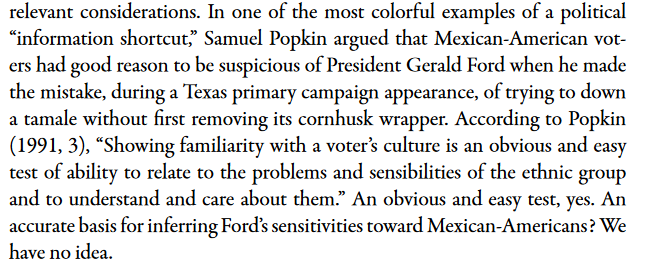 relevant considerations. In one of the most colorful examples of a political
“information shortcut,” Samuel Popkin argued that Mexican-American vot-
ers had good reason to be suspicious of President Gerald Ford when he made
the mistake, during a Texas primary campaign appearance, of trying to down
a tamale without first removing its cornhusk wrapper. According to Popkin
(1991, 3), “Showing familiarity with a voter’s culture is an obvious and easy
test of ability to relate to the problems and sensibilities of the ethnic group
and to understand and care about them.” An obvious and easy test, yes. An
accurate basis for inferring Ford’s sensitivities toward Mexican-Americans? We
have no idea.